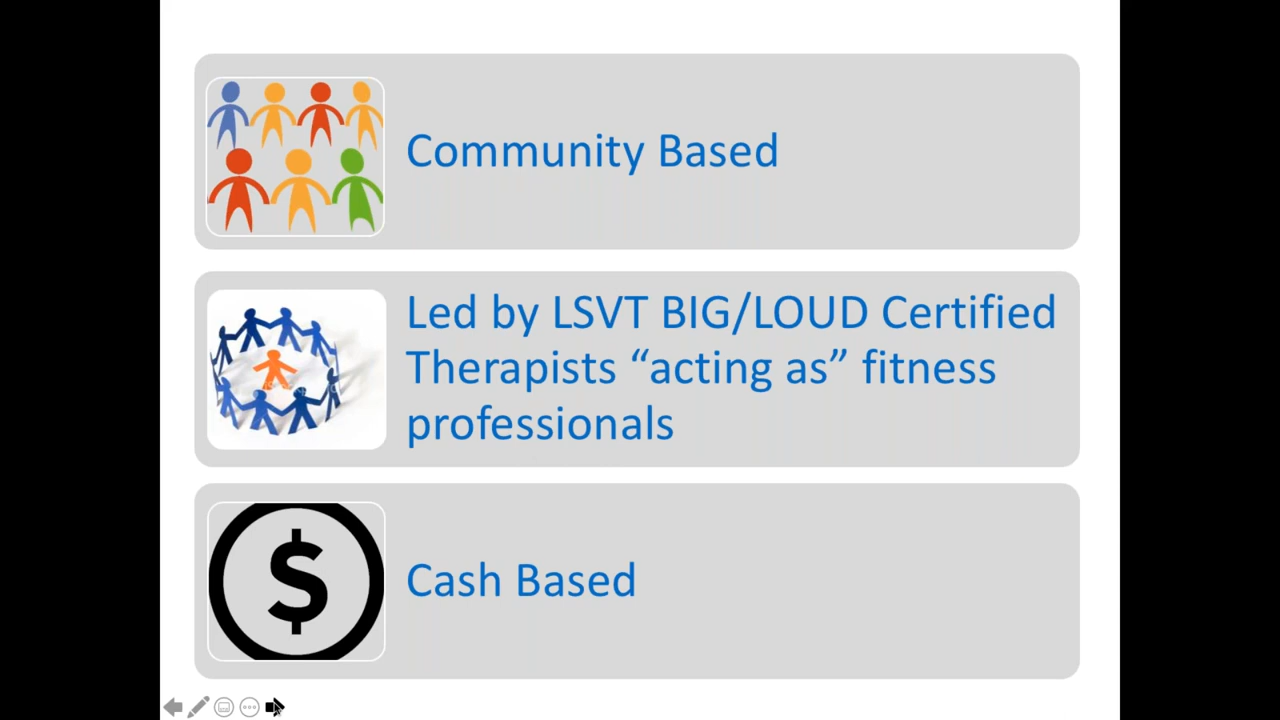 Community Based
Led by LSVT BIG/LOUD Certified
Therapists “acting as” fitness
professionals
$
Cash Based